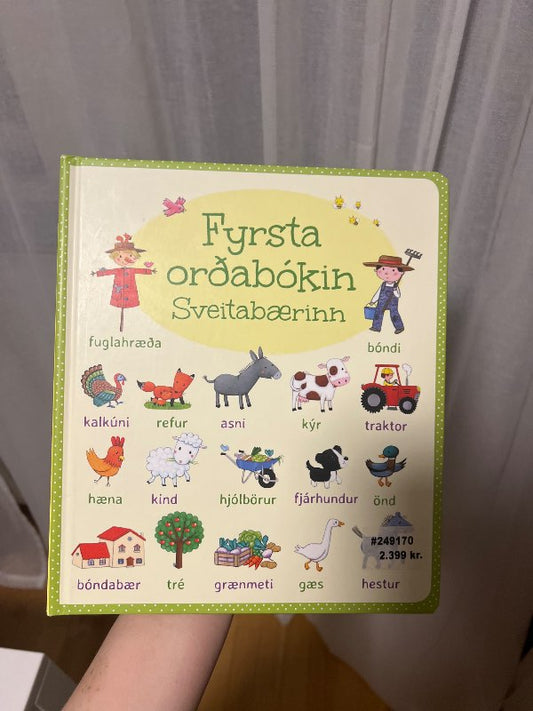 Fyrsta
orðabókin
Sveitabærinn
fuglahræða bóndi
kalkúni refur asni kýr traktor
hæna kind hjólbörur fjárhundur önd
#249170
2.399 kr.
bóndabær tré grænmeti gæs hestur